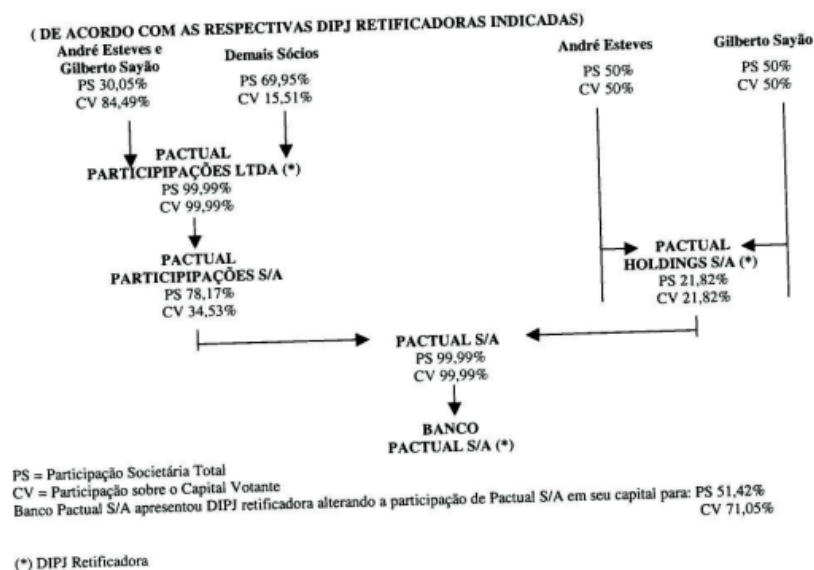 ( DE ACORDO COM AS RESPECTIVAS DIPJ RETIFICADORAS INDICADAS)
André Esteves e
Gilberto Sayão
PS 30,05%
CV 84,49%
Demais Sócios
PS 69,95%
CV 15,51%
André Esteves
PS 50%
CV 50%
Gilberto Sayão
PS 50%
CV 50%
PACTUAL
PARTICIPIPAÇÕES LTDA (*)
PS 99,99%
CV 99,99%
PACTUAL
PARTICIPIPAÇÕES S/A
PS 78,17%
CV 34,53%
PACTUAL
HOLDINGS S/A (*)
PS 21,82%
CV 21,82%
PACTUAL S/A
PS 99,99%
CV 99,99%
BANCO
PACTUAL S/A (*)
PS = Participação Societária Total
CV = Participação sobre o Capital Votante
Banco Pactual S/A apresentou DIPJ retificadora alterando a participação de Pactual S/A em seu capital para: PS 51,42%
CV 71,05%
(*) DIPJ Retificadora